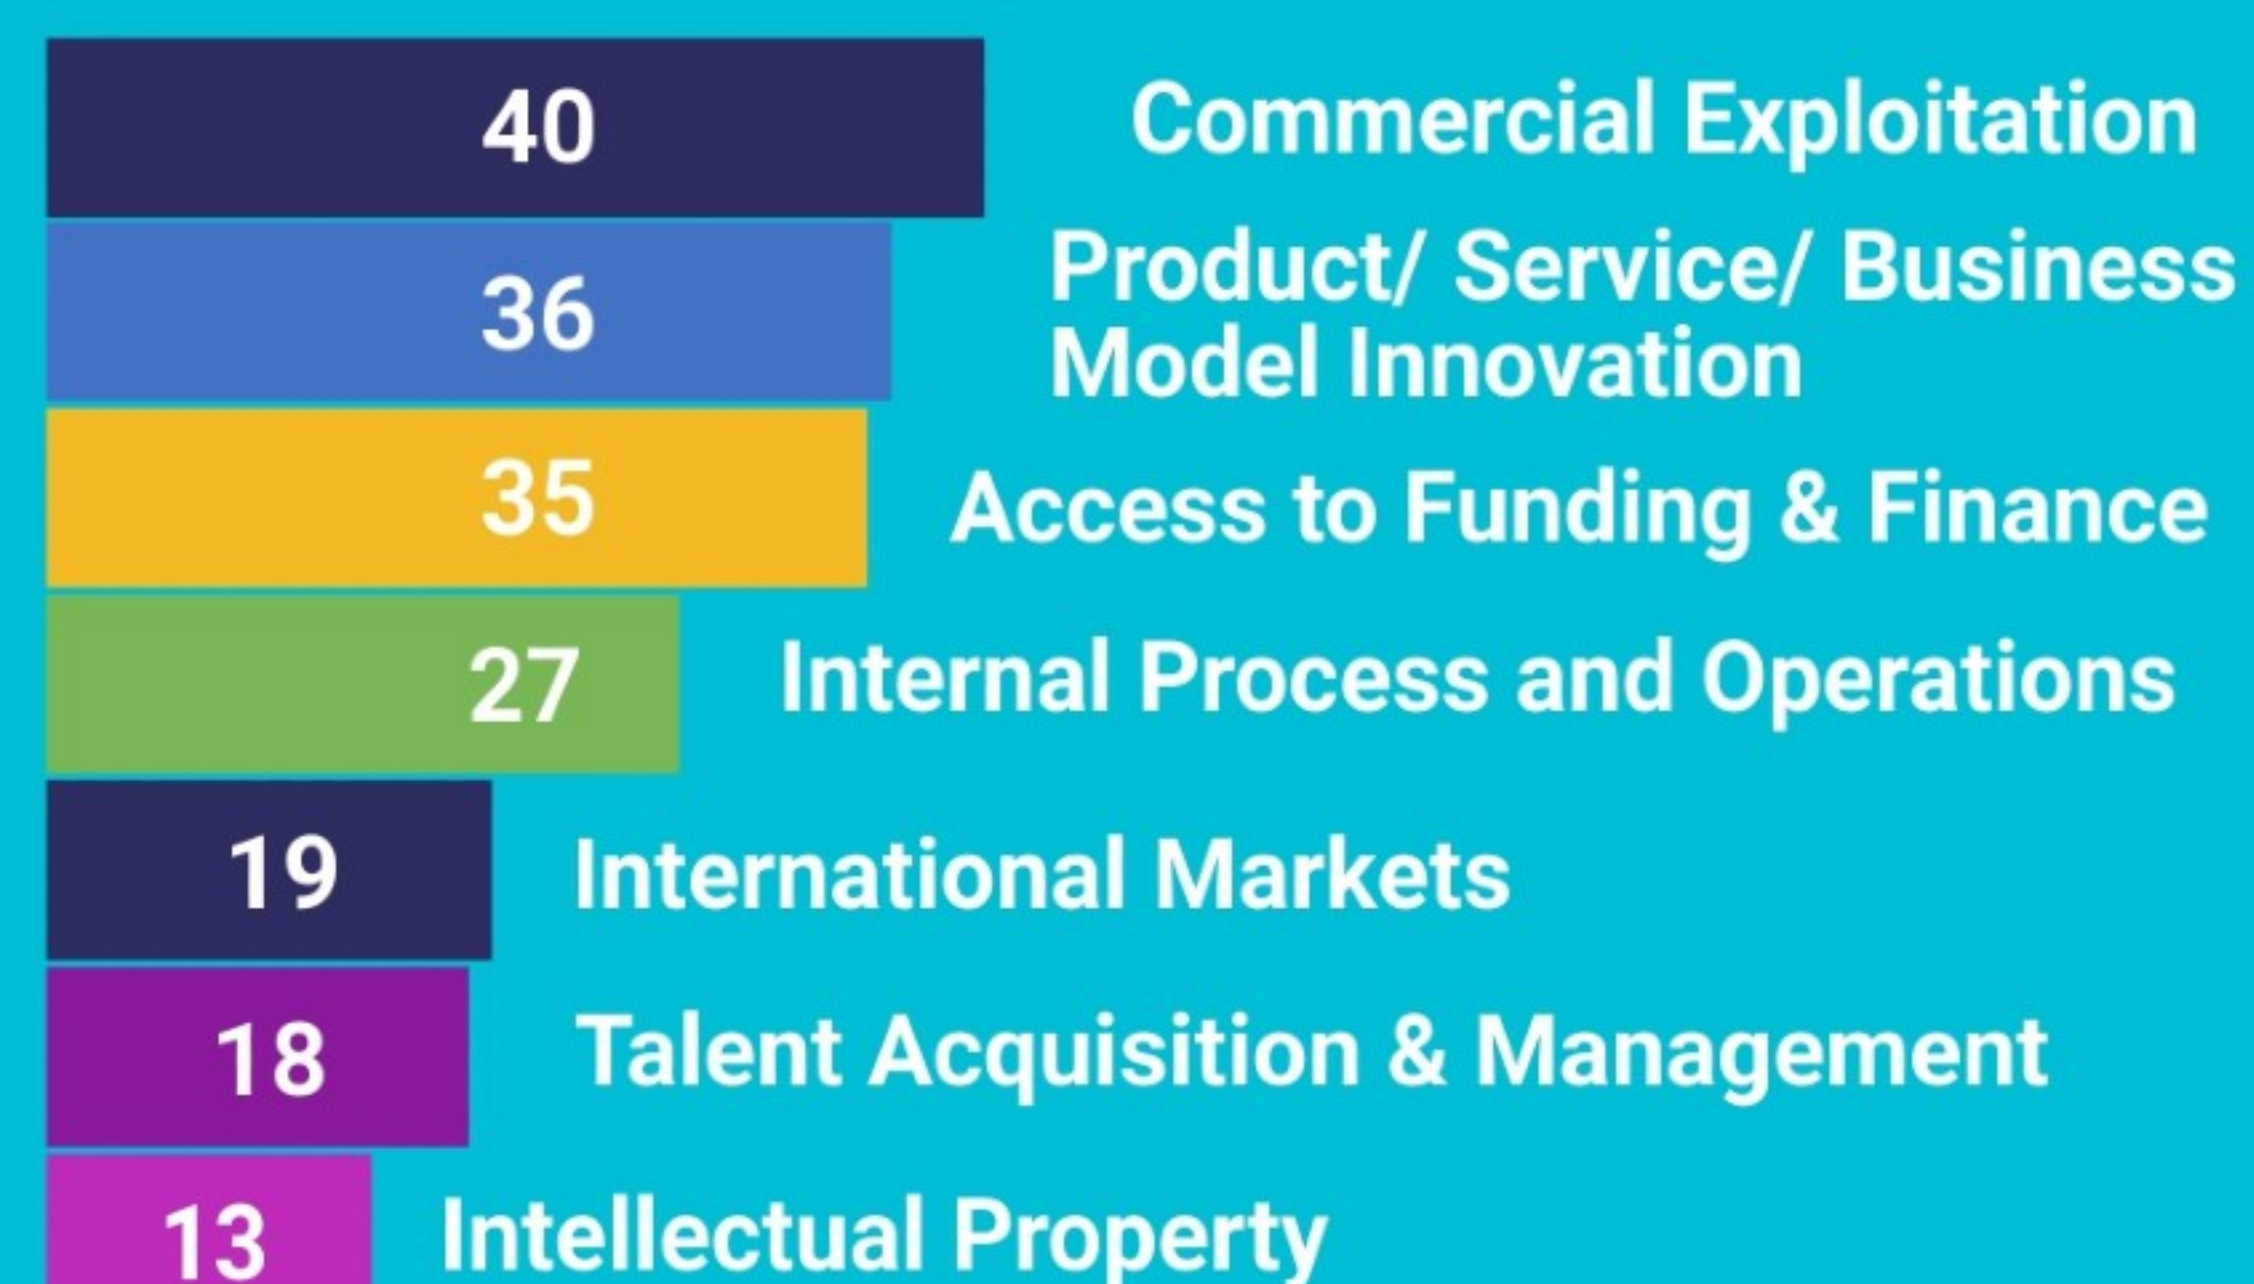 40
Commercial Exploitation
36
Product/ Service/ Business
Model Innovation
35
Access to Funding & Finance
27
Internal Process and Operations
19
International Markets
18
Talent Acquisition & Management
13
Intellectual Property